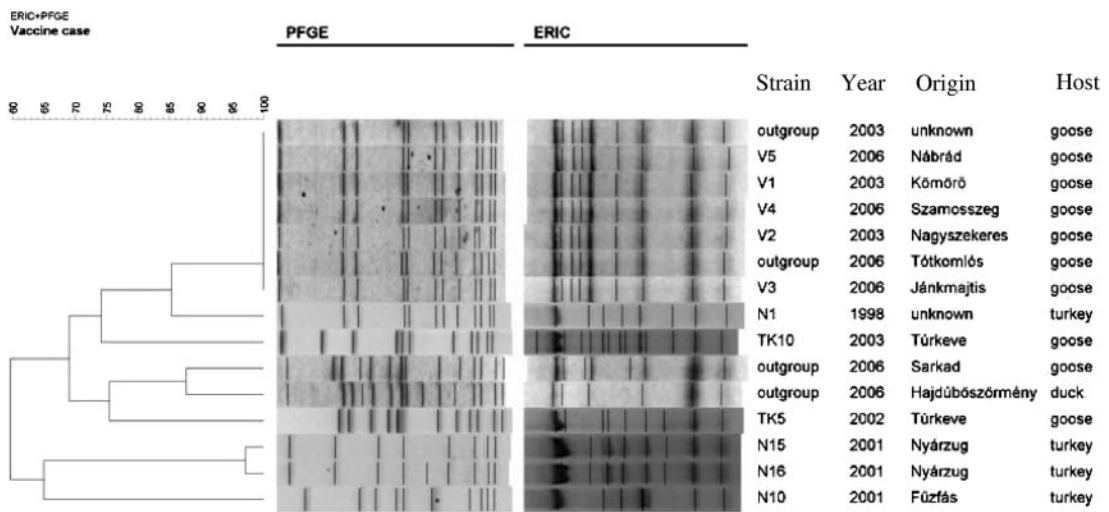 ERIC+PFGE
Vaccine case
PFGE ERIC
60 65 70 75 80 85 90 95 100
Strain Year Origin Host
outgroup 2003 unknown goose
V5 2006 Nábrád goose
V1 2003 Kömörő goose
V4 2006 Szamosszeg goose
V2 2003 Nagyszekeres goose
outgroup 2006 Tótkomlós goose
V3 2006 Jánkmajtis goose
N1 1998 unknown turkey
TK10 2003 Túrkeve goose
outgroup 2006 Sarkad goose
outgroup 2006 Hajdúböszörmény duck
TK5 2002 Túrkeve goose
N15 2001 Nyárzug turkey
N16 2001 Nyárzug turkey
N10 2001 Fűzfás turkey